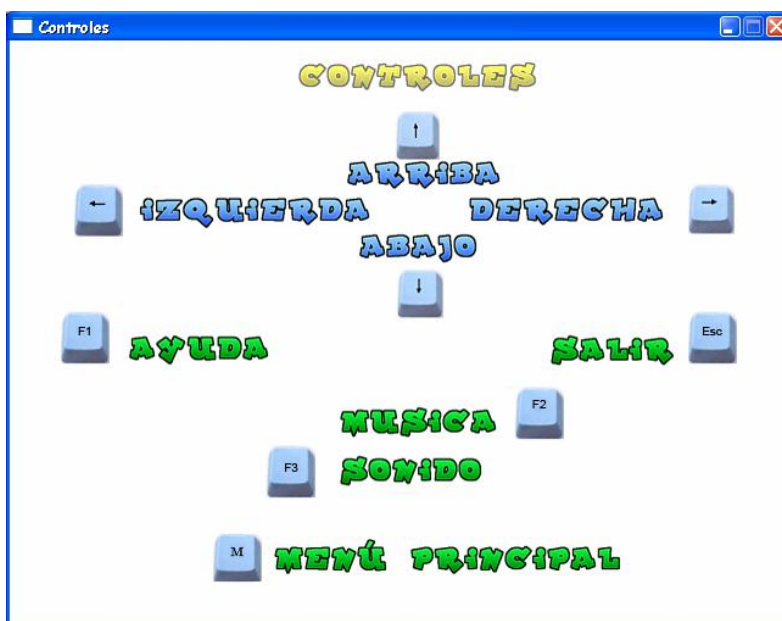 Controles
CONTROLES
↑
ARRIBA
← IZQUIERDA DERECHA →
ABAJO
↓
F1 AYUDA SALIR Esc
MUSICA F2
F3 SONIDO
M MENÚ PRINCIPAL